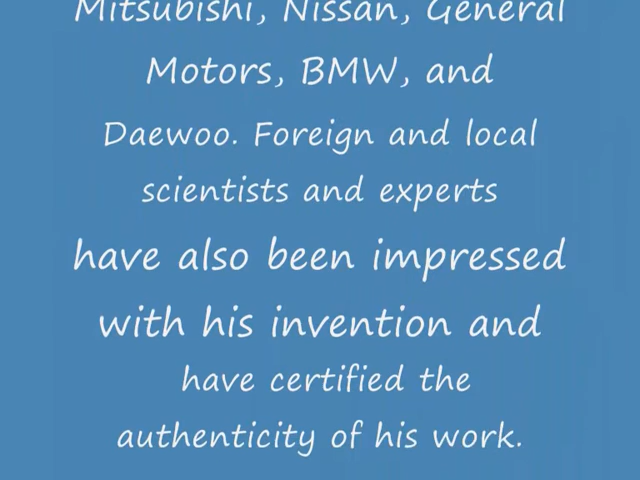 Mitsubishi, Nissan, General
Motors, BMW, and
Daewoo. Foreign and local
scientists and experts
have also been impressed
with his invention and
have certified the
authenticity of his work.